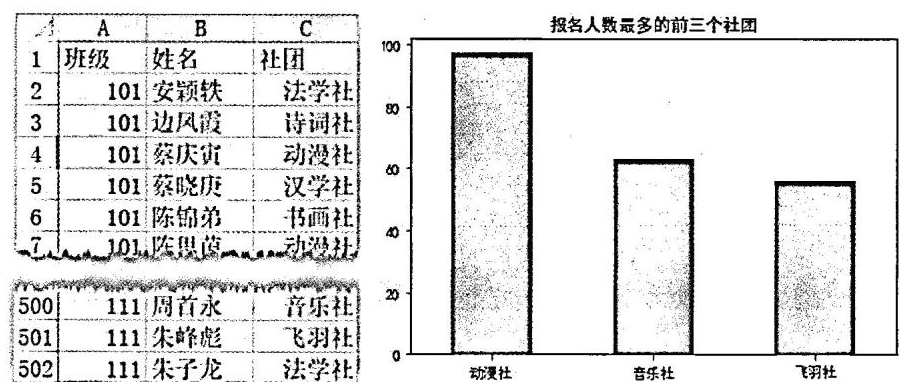 A B C
1 班级 姓名 社团
2 101 安颖轶 法学社
3 101 边风霞 诗词社
4 101 蔡庆寅 动漫社
5 101 蔡晓庚 汉学社
6 101 陈锦弟 书画社
7 101 动漫社
500 111 周首永 音乐社
501 111 朱峰彪 飞羽社
502 111 朱子龙 法学社
报名人数最多的前三个社团
100
80
60
40
20
0
动漫社 音乐社 飞羽社